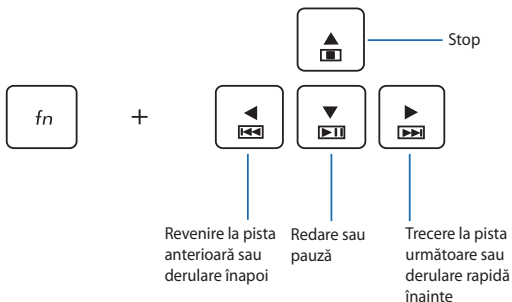 Stop
fn +
Revenire la pista
anterioară sau
derulare înapoi
Redare sau
pauză
Trecere la pista
următoare sau
derulare rapidă
înainte